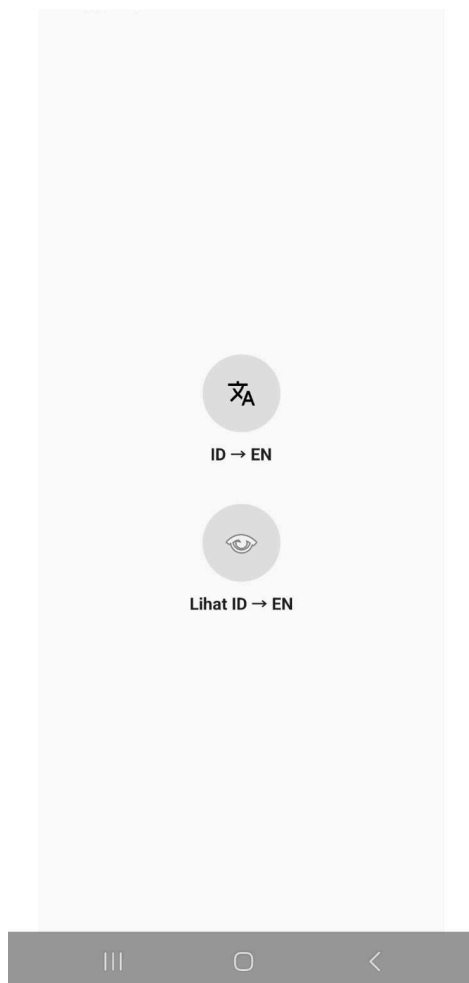 ID → EN
Lihat ID → EN